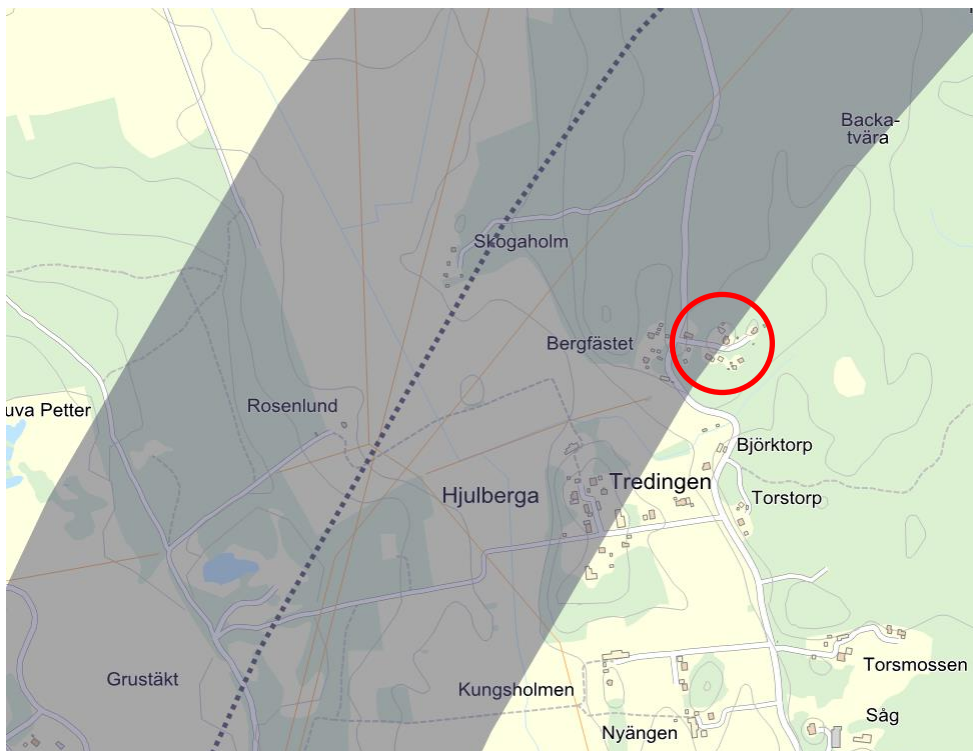 Backa-
tvära
Skogaholm
Bergfästet
Rosenlund
uva Petter
Björktorp
Hjulberga
Tredingen
Torstorp
Torsmossen
Grustäkt
Kungsholmen
Såg
Nyängen